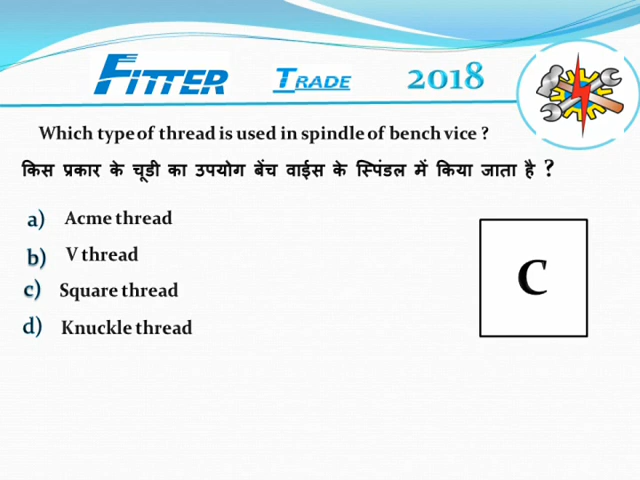 FITTER TRADE 2018
Which type of thread is used in spindle of bench vice ?
किस प्रकार के चूडी का उपयोग बेंच वाईस के स्पिंडल में किया जाता है ?
a) Acme thread
b) V thread
c) Square thread
d) Knuckle thread
C